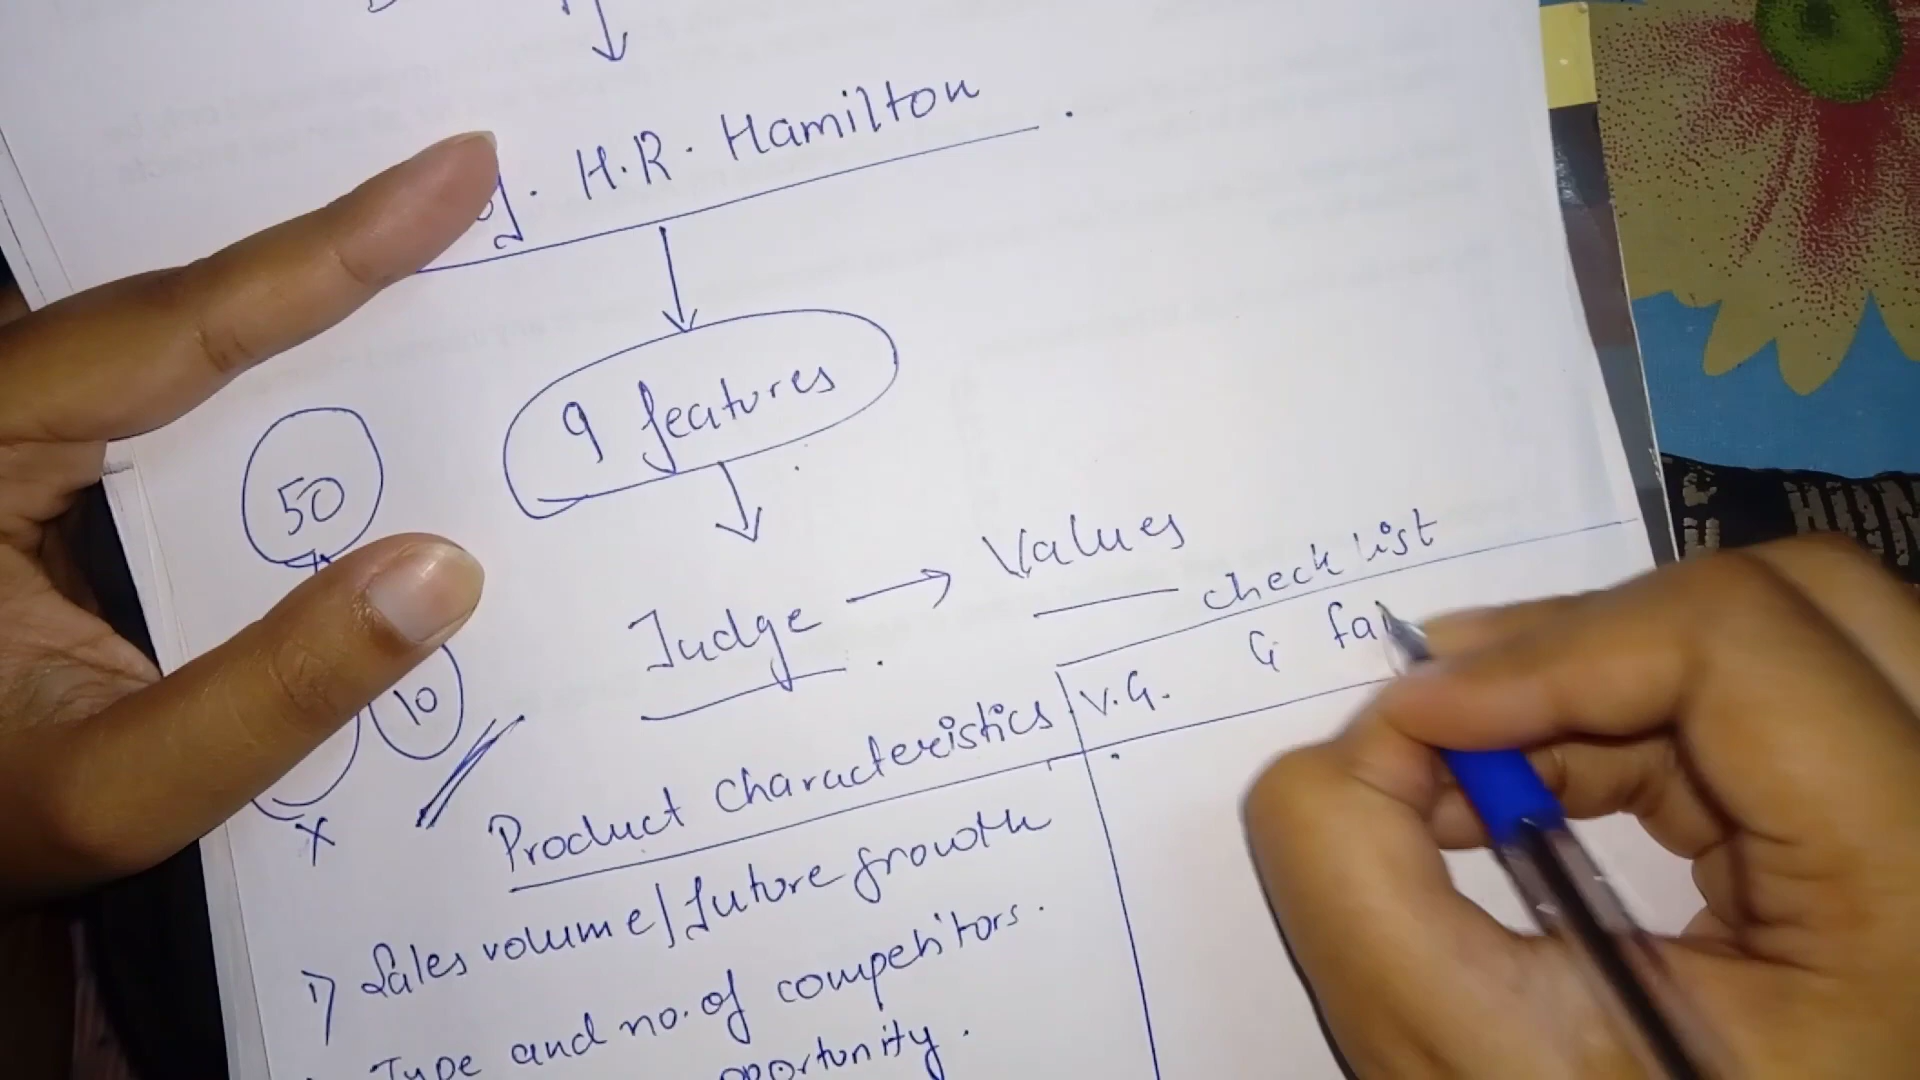 H.R. Hamilton.
9 features
50
Judge → Values
check list
10
Product characteristics V.G. G fa
1) Sales volume/future growth
Type and no. of competitors.
opportunity.
X